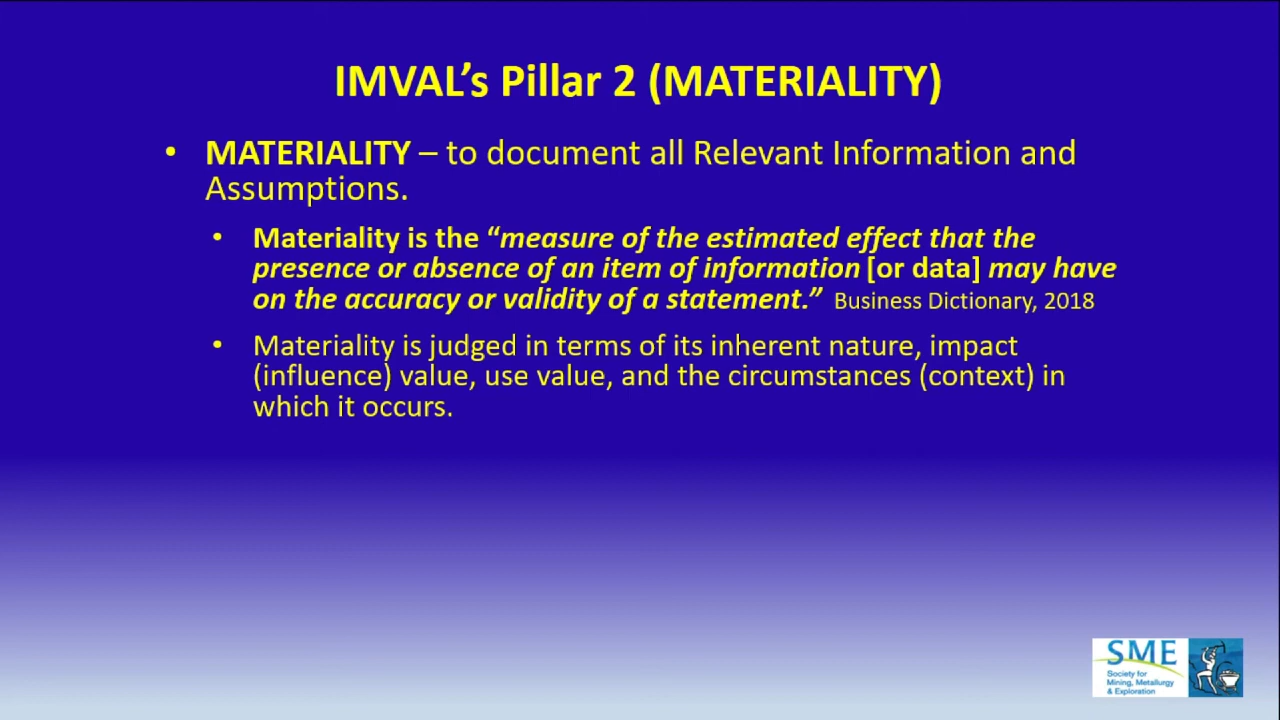 IMVAL’s Pillar 2 (MATERIALITY)
• MATERIALITY – to document all Relevant Information and
Assumptions.
• Materiality is the “measure of the estimated effect that the
presence or absence of an item of information [or data] may have
on the accuracy or validity of a statement.” Business Dictionary, 2018
• Materiality is judged in terms of its inherent nature, impact
(influence) value, use value, and the circumstances (context) in
which it occurs.
SME
Society for
Mining, Metallurgy
& Exploration